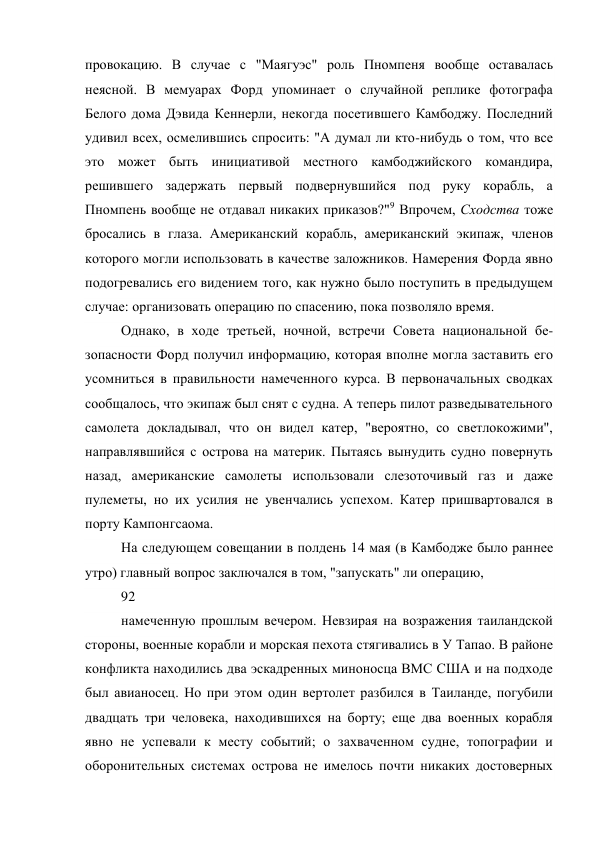 провокацию. В случае с "Маягуэс" роль Пномпеня вообще оставалась
неясной. В мемуарах Форд упоминает о случайной реплике фотографа
Белого дома Дэвида Кеннерли, некогда посетившего Камбоджу. Последний
удивил всех, осмелившись спросить: "А думал ли кто-нибудь о том, что все
это может быть инициативой местного камбоджийского командира,
решившего задержать первый подвернувшийся под руку корабль, а
Пномпень вообще не отдавал никаких приказов?"⁹ Впрочем, Сходства тоже
бросались в глаза. Американский корабль, американский экипаж, членов
которого могли использовать в качестве заложников. Намерения Форда явно
подогревались его видением того, как нужно было поступить в предыдущем
случае: организовать операцию по спасению, пока позволяло время.
Однако, в ходе третьей, ночной, встречи Совета национальной бе-
зопасности Форд получил информацию, которая вполне могла заставить его
усомниться в правильности намеченного курса. В первоначальных сводках
сообщалось, что экипаж был снят с судна. А теперь пилот разведывательного
самолета докладывал, что он видел катер, "вероятно, со светлокожими",
направлявшийся с острова на материк. Пытаясь вынудить судно повернуть
назад, американские самолеты использовали слезоточивый газ и даже
пулеметы, но их усилия не увенчались успехом. Катер пришвартовался в
порту Кампонгсаома.
На следующем совещании в полдень 14 мая (в Камбодже было раннее
утро) главный вопрос заключался в том, "запускать" ли операцию,
92
намеченную прошлым вечером. Невзирая на возражения таиландской
стороны, военные корабли и морская пехота стягивались в У Тапао. В районе
конфликта находились два эскадренных миноносца ВМС США и на подходе
был авианосец. Но при этом один вертолет разбился в Таиланде, погубили
двадцать три человека, находившихся на борту; еще два военных корабля
явно не успевали к месту событий; о захваченном судне, топографии и
оборонительных системах острова не имелось почти никаких достоверных